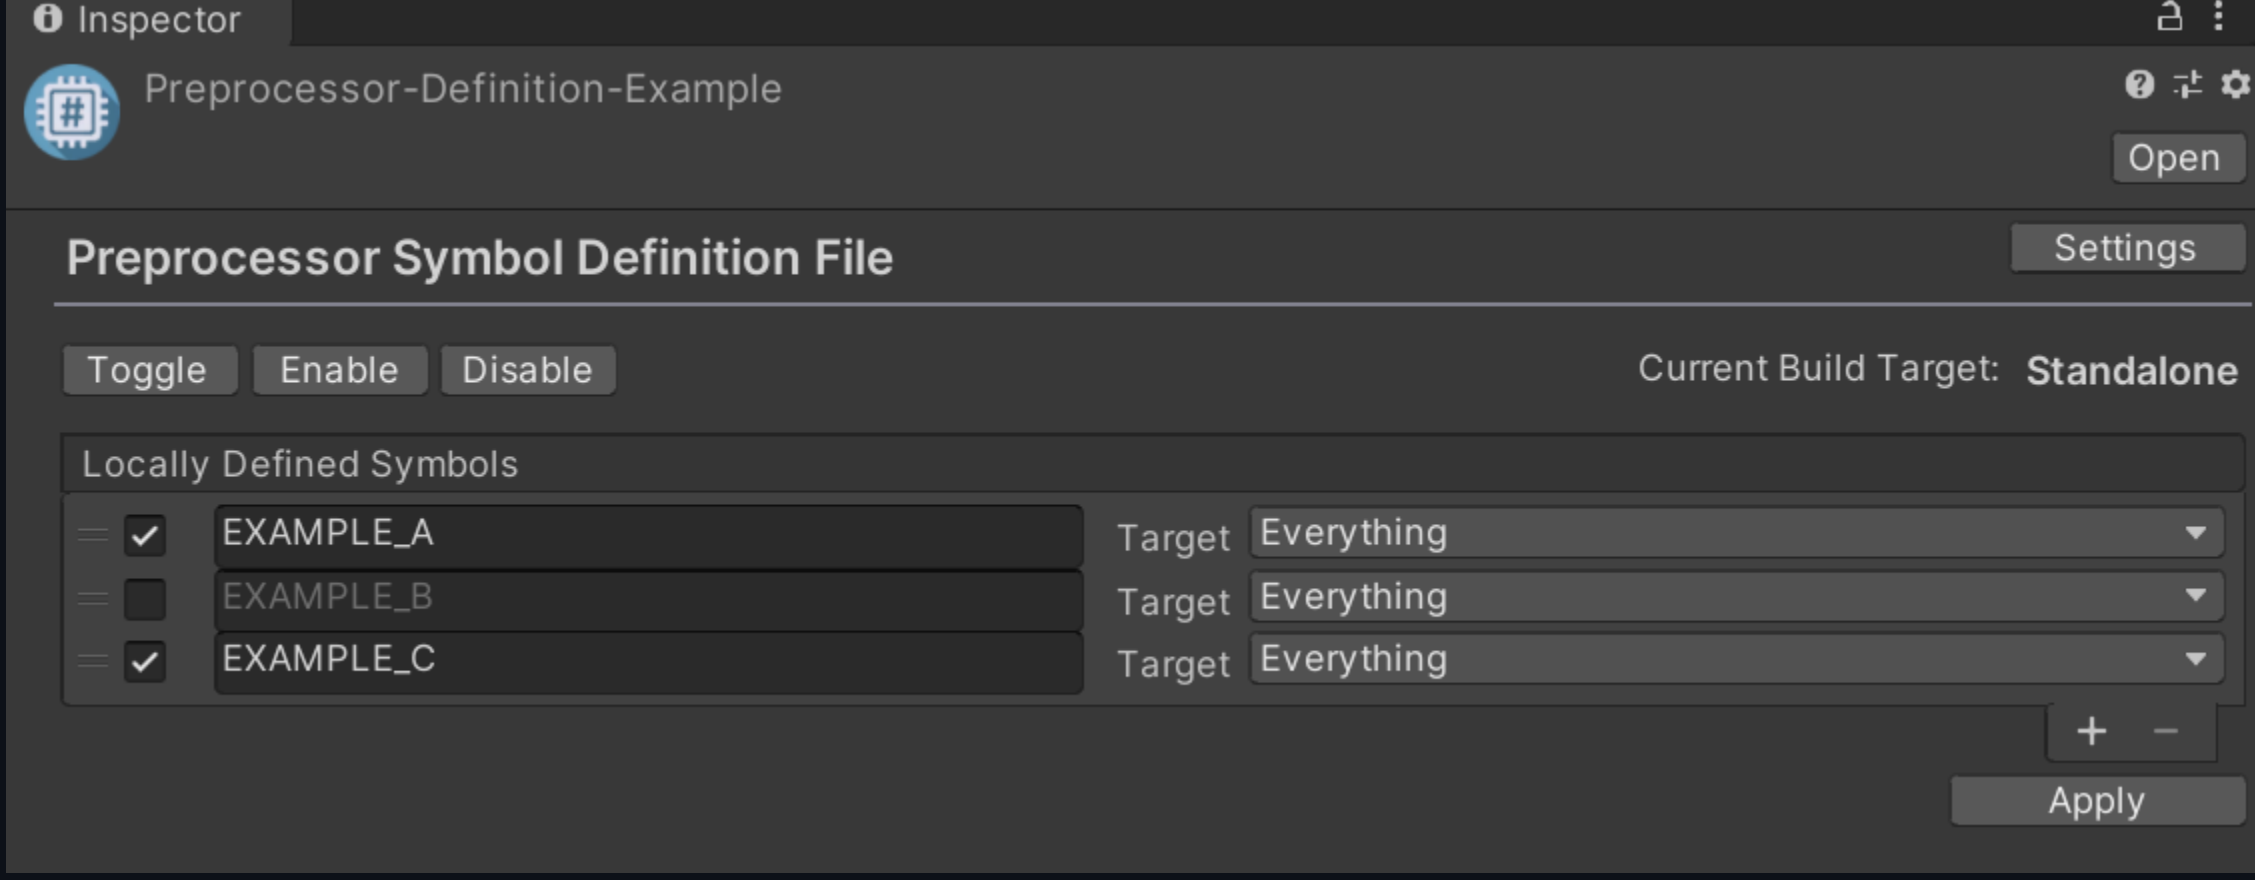 Inspector
Preprocessor-Definition-Example
Open
Preprocessor Symbol Definition File
Settings
Toggle Enable Disable Current Build Target: Standalone
Locally Defined Symbols
EXAMPLE_A Target Everything
EXAMPLE_B Target Everything
EXAMPLE_C Target Everything
Apply